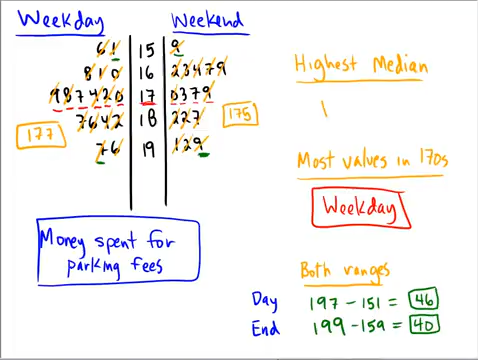 Weekday Weekend
6 1 15 9
8 1 0 16 2 3 4 7 9
9 8 7 4 2 0 17 0 3 7 9
7 6 4 2 18 2 2 7
177 175
7 6 19 1 2 9
Money spent for
parking fees
Highest Median
Most values in 170s
Weekday
Both ranges
Day 197 - 151 = 46
End 199 - 159 = 40